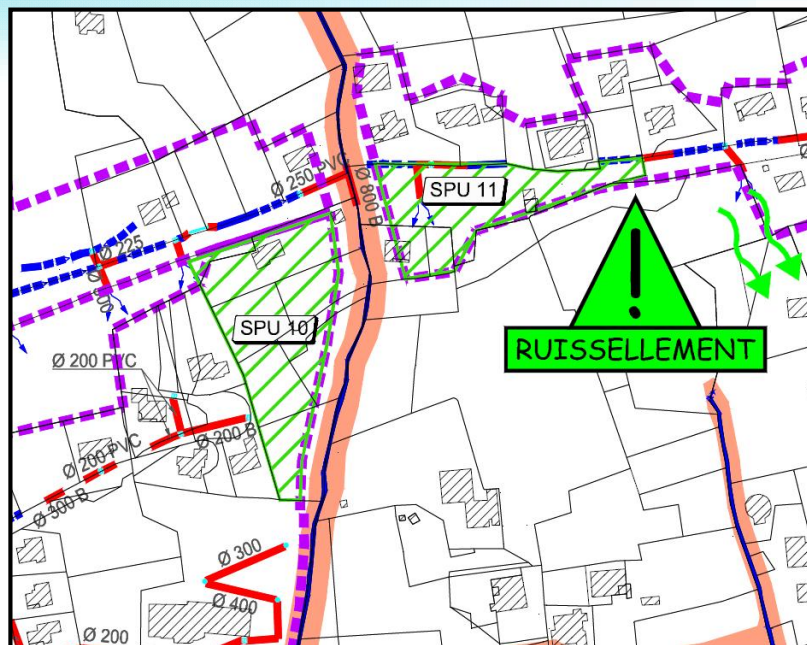 Ø 250 PVC
Ø 800 B
SPU 11
Ø 225
SPU 10
RUISSELLEMENT
Ø 200 PVC
Ø 200 B
Ø 200 PVC
Ø 300 B
Ø 300
Ø 400
Ø 200